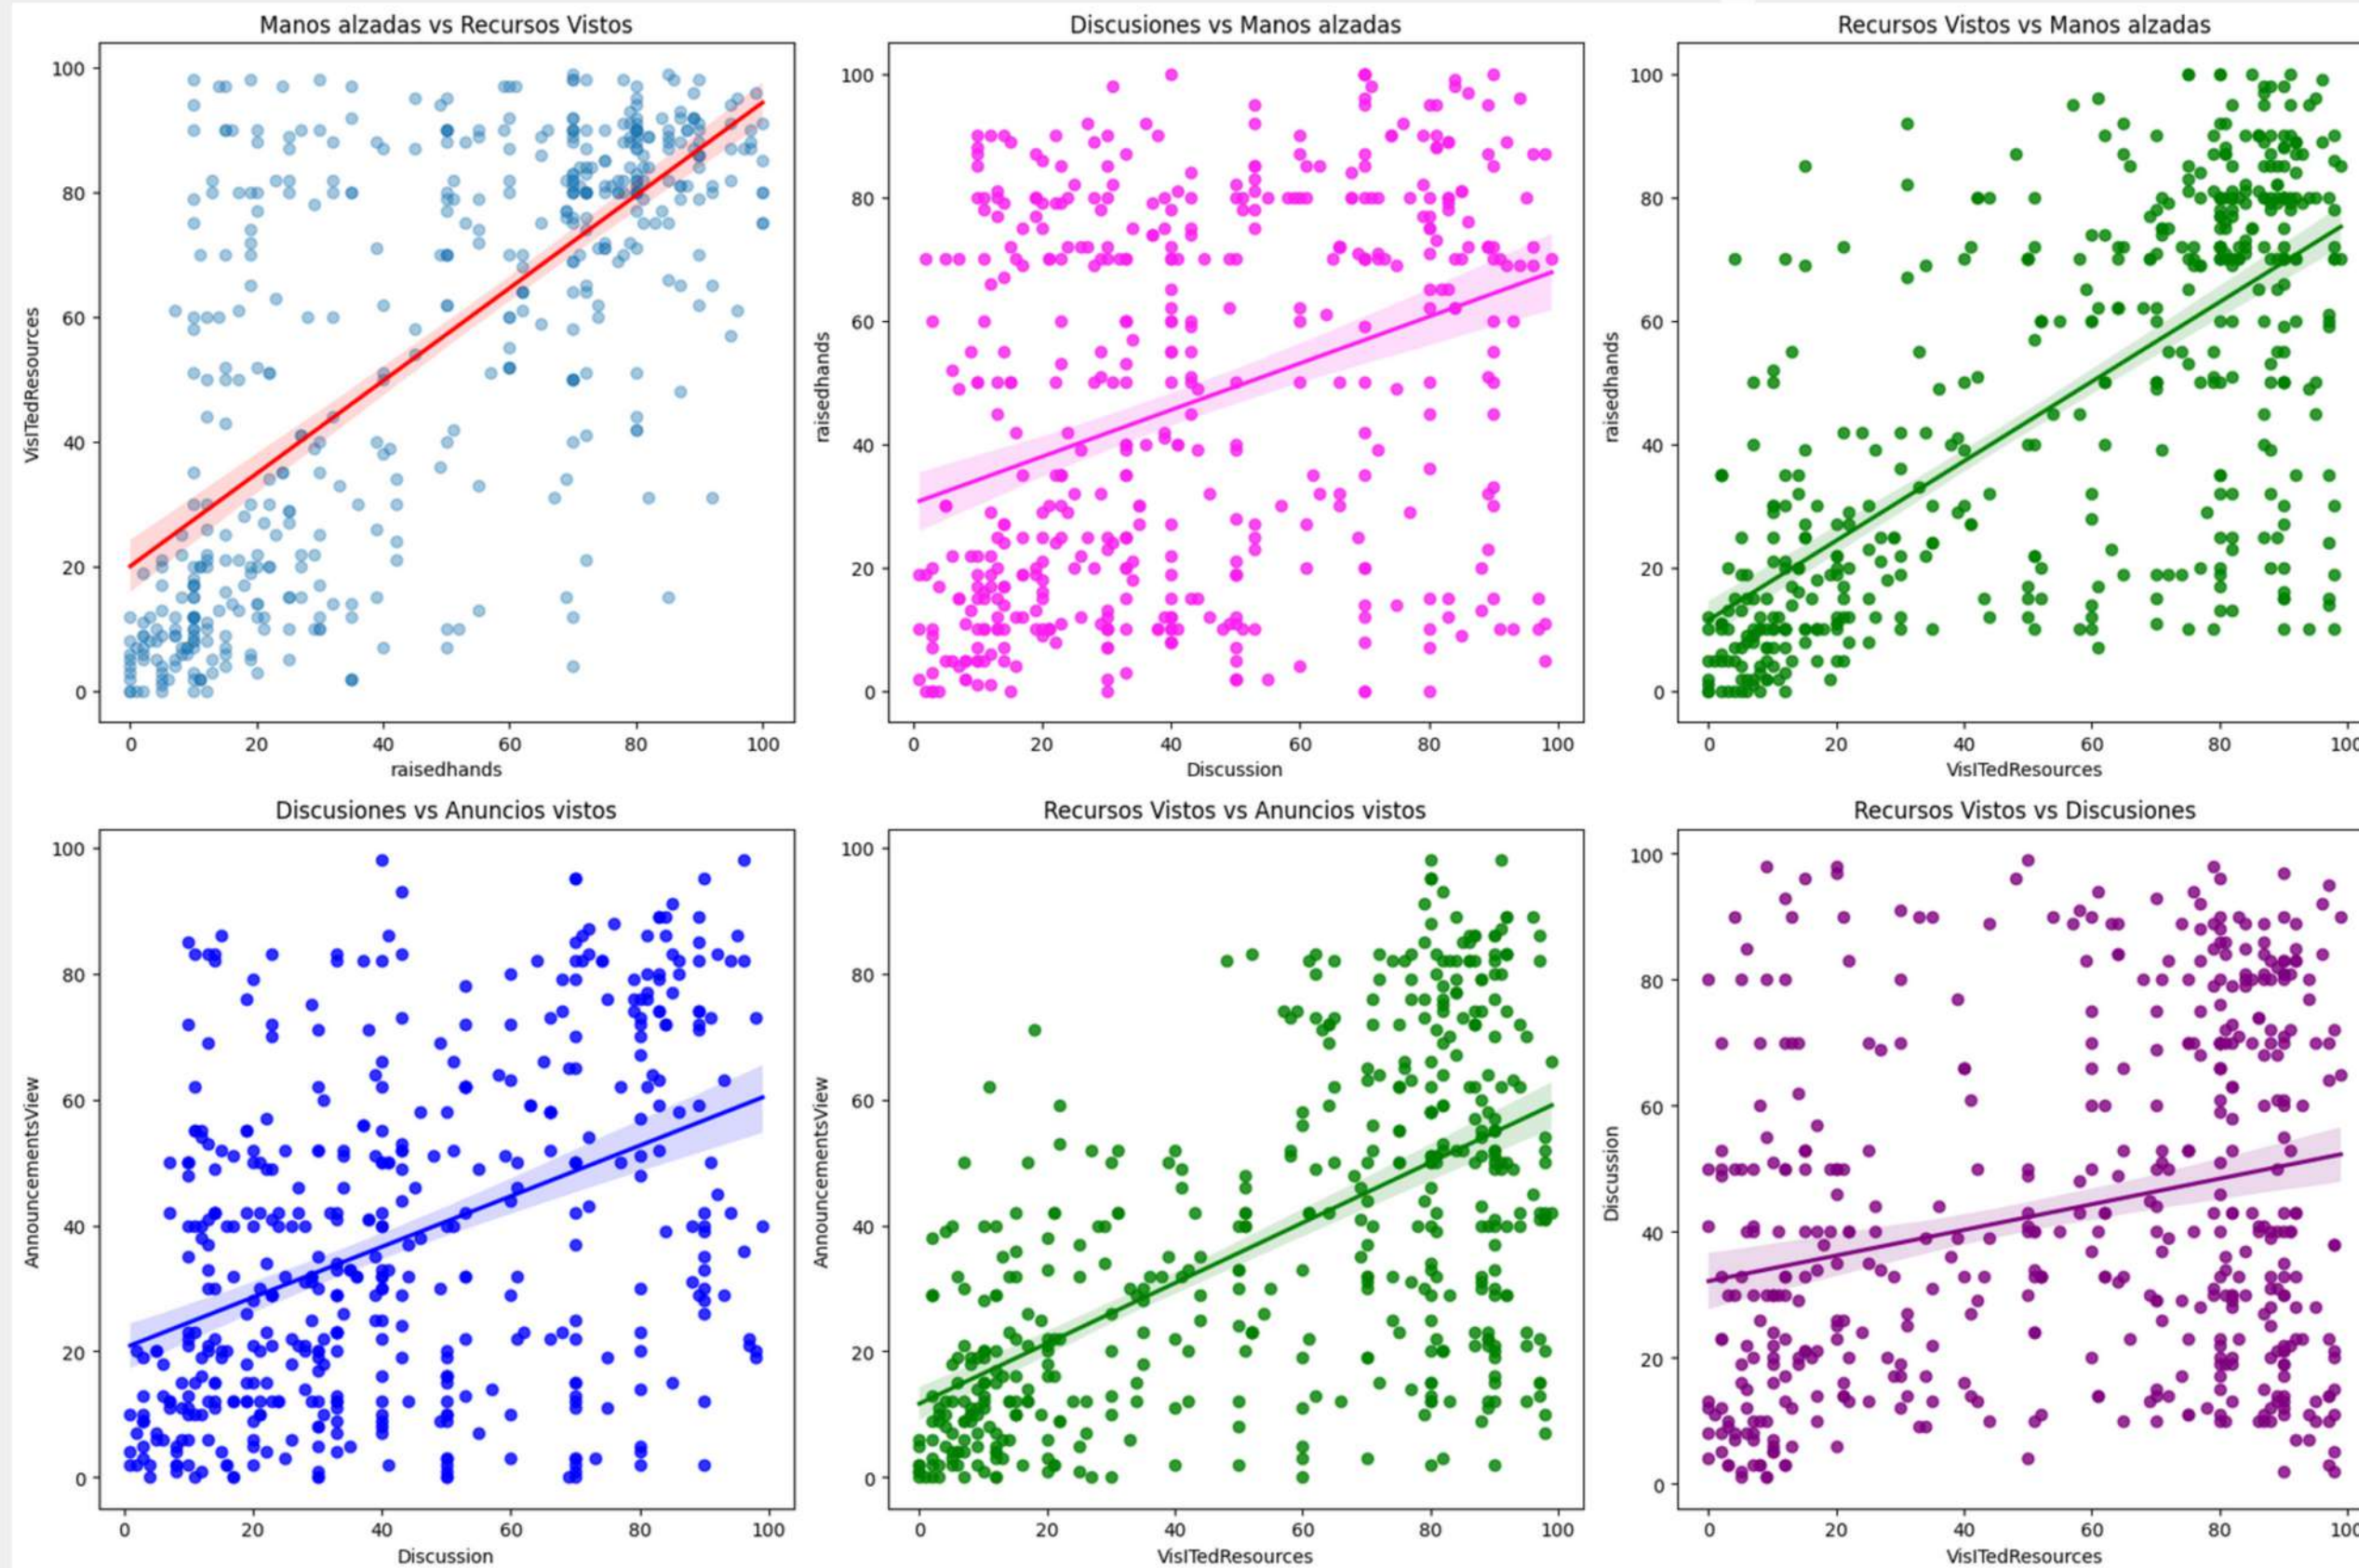 Manos alzadas vs Recursos Vistos
100
80
60
40
20
0
VisITedResources
0 20 40 60 80 100
raisedhands
Discusiones vs Manos alzadas
100
80
60
40
20
0
raisedhands
0 20 40 60 80 100
Discussion
Recursos Vistos vs Manos alzadas
100
80
60
40
20
0
raisedhands
0 20 40 60 80 100
VisITedResources
Discusiones vs Anuncios vistos
100
80
60
40
20
0
AnnouncementsView
0 20 40 60 80 100
Discussion
Recursos Vistos vs Anuncios vistos
100
80
60
40
20
0
AnnouncementsView
0 20 40 60 80 100
VisITedResources
Recursos Vistos vs Discusiones
100
80
60
40
20
0
Discussion
0 20 40 60 80 100
VisITedResources